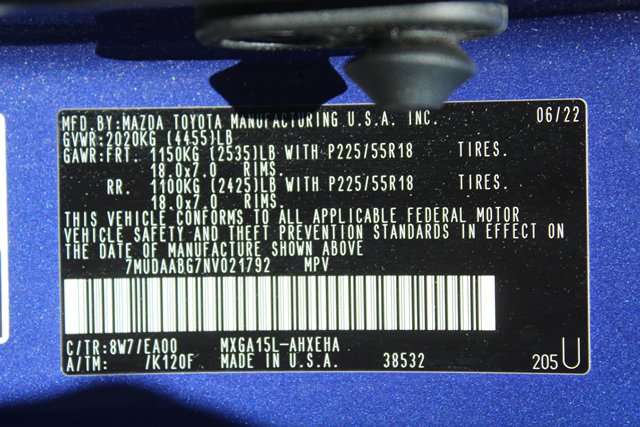 MFD.BY:MAZDA TOYOTA MANUFACTURING U.S.A. INC. 06/22
GVWR:2020KG (4455)LB
GAWR:FRT. 1150KG (2535)LB WITH P225/55R18 TIRES.
18.0x7.0 RIMS.
RR. 1100KG (2425)LB WITH P225/55R18 TIRES.
18.0x7.0 RIMS.
THIS VEHICLE CONFORMS TO ALL APPLICABLE FEDERAL MOTOR
VEHICLE SAFETY AND THEFT PREVENTION STANDARDS IN EFFECT ON
THE DATE OF MANUFACTURE SHOWN ABOVE
7MUDAABG7NV021792 MPV
C/TR:8W7/EA00 MXGA15L-AHXEHA
A/TM: /K120F MADE IN U.S.A. 38532 205U